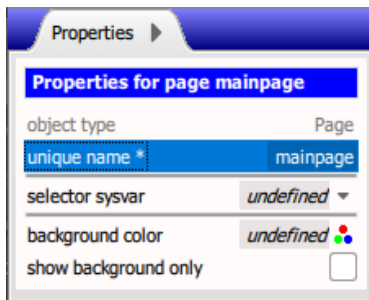 Properties
Properties for page mainpage
object type Page
unique name * mainpage
selector sysvar undefined
background color undefined
show background only